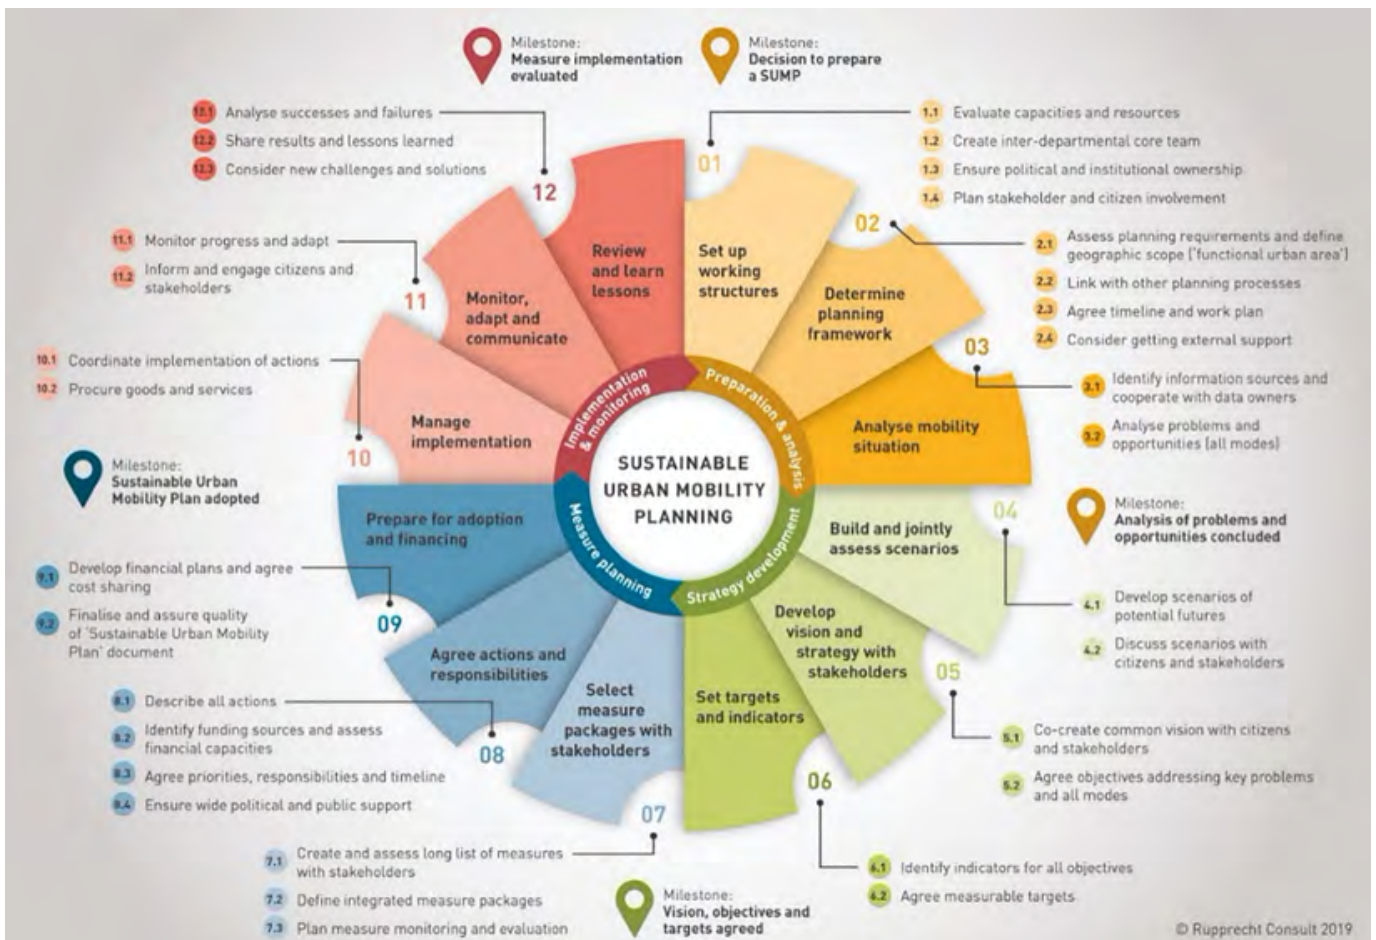 Milestone:
Measure implementation
evaluated
Milestone:
Decision to prepare
a SUMP
12.1 Analyse successes and failures
12.2 Share results and lessons learned
12.3 Consider new challenges and solutions
1.1 Evaluate capacities and resources
1.2 Create inter-departmental core team
1.3 Ensure political and institutional ownership
1.4 Plan stakeholder and citizen involvement
11.1 Monitor progress and adapt
11.2 Inform and engage citizens and
stakeholders
2.1 Assess planning requirements and define
geographic scope ('functional urban area')
2.2 Link with other planning processes
2.3 Agree timeline and work plan
2.4 Consider getting external support
10.1 Coordinate implementation of actions
10.2 Procure goods and services
3.1 Identify information sources and
cooperate with data owners
3.2 Analyse problems and
opportunities (all modes)
Milestone:
Sustainable Urban
Mobility Plan adopted
Milestone:
Analysis of problems and
opportunities concluded
01
Set up
working
structures
02
Determine
planning
framework
03
Analyse mobility
situation
04
Build and jointly
assess scenarios
05
Develop
vision and
strategy with
stakeholders
06
Set targets
and indicators
07
Select
measure
packages with
stakeholders
08
Agree actions and
responsibilities
09
Prepare for adoption
and financing
10
Manage
implementation
11
Monitor,
adapt and
communicate
12
Review
and learn
lessons
Preparation & analysis
Strategy development
Measure planning
Implementation
& monitoring
SUSTAINABLE
URBAN MOBILITY
PLANNING
9.1 Develop financial plans and agree
cost sharing
9.2 Finalise and assure quality
of 'Sustainable Urban Mobility
Plan' document
4.1 Develop scenarios of
potential futures
4.2 Discuss scenarios with
citizens and stakeholders
8.1 Describe all actions
8.2 Identify funding sources and assess
financial capacities
8.3 Agree priorities, responsibilities and timeline
8.4 Ensure wide political and public support
5.1 Co-create common vision with citizens
and stakeholders
5.2 Agree objectives addressing key problems
and all modes
7.1 Create and assess long list of measures
with stakeholders
7.2 Define integrated measure packages
7.3 Plan measure monitoring and evaluation
6.1 Identify indicators for all objectives
6.2 Agree measurable targets
Milestone:
Vision, objectives and
targets agreed
© Rupprecht Consult 2019